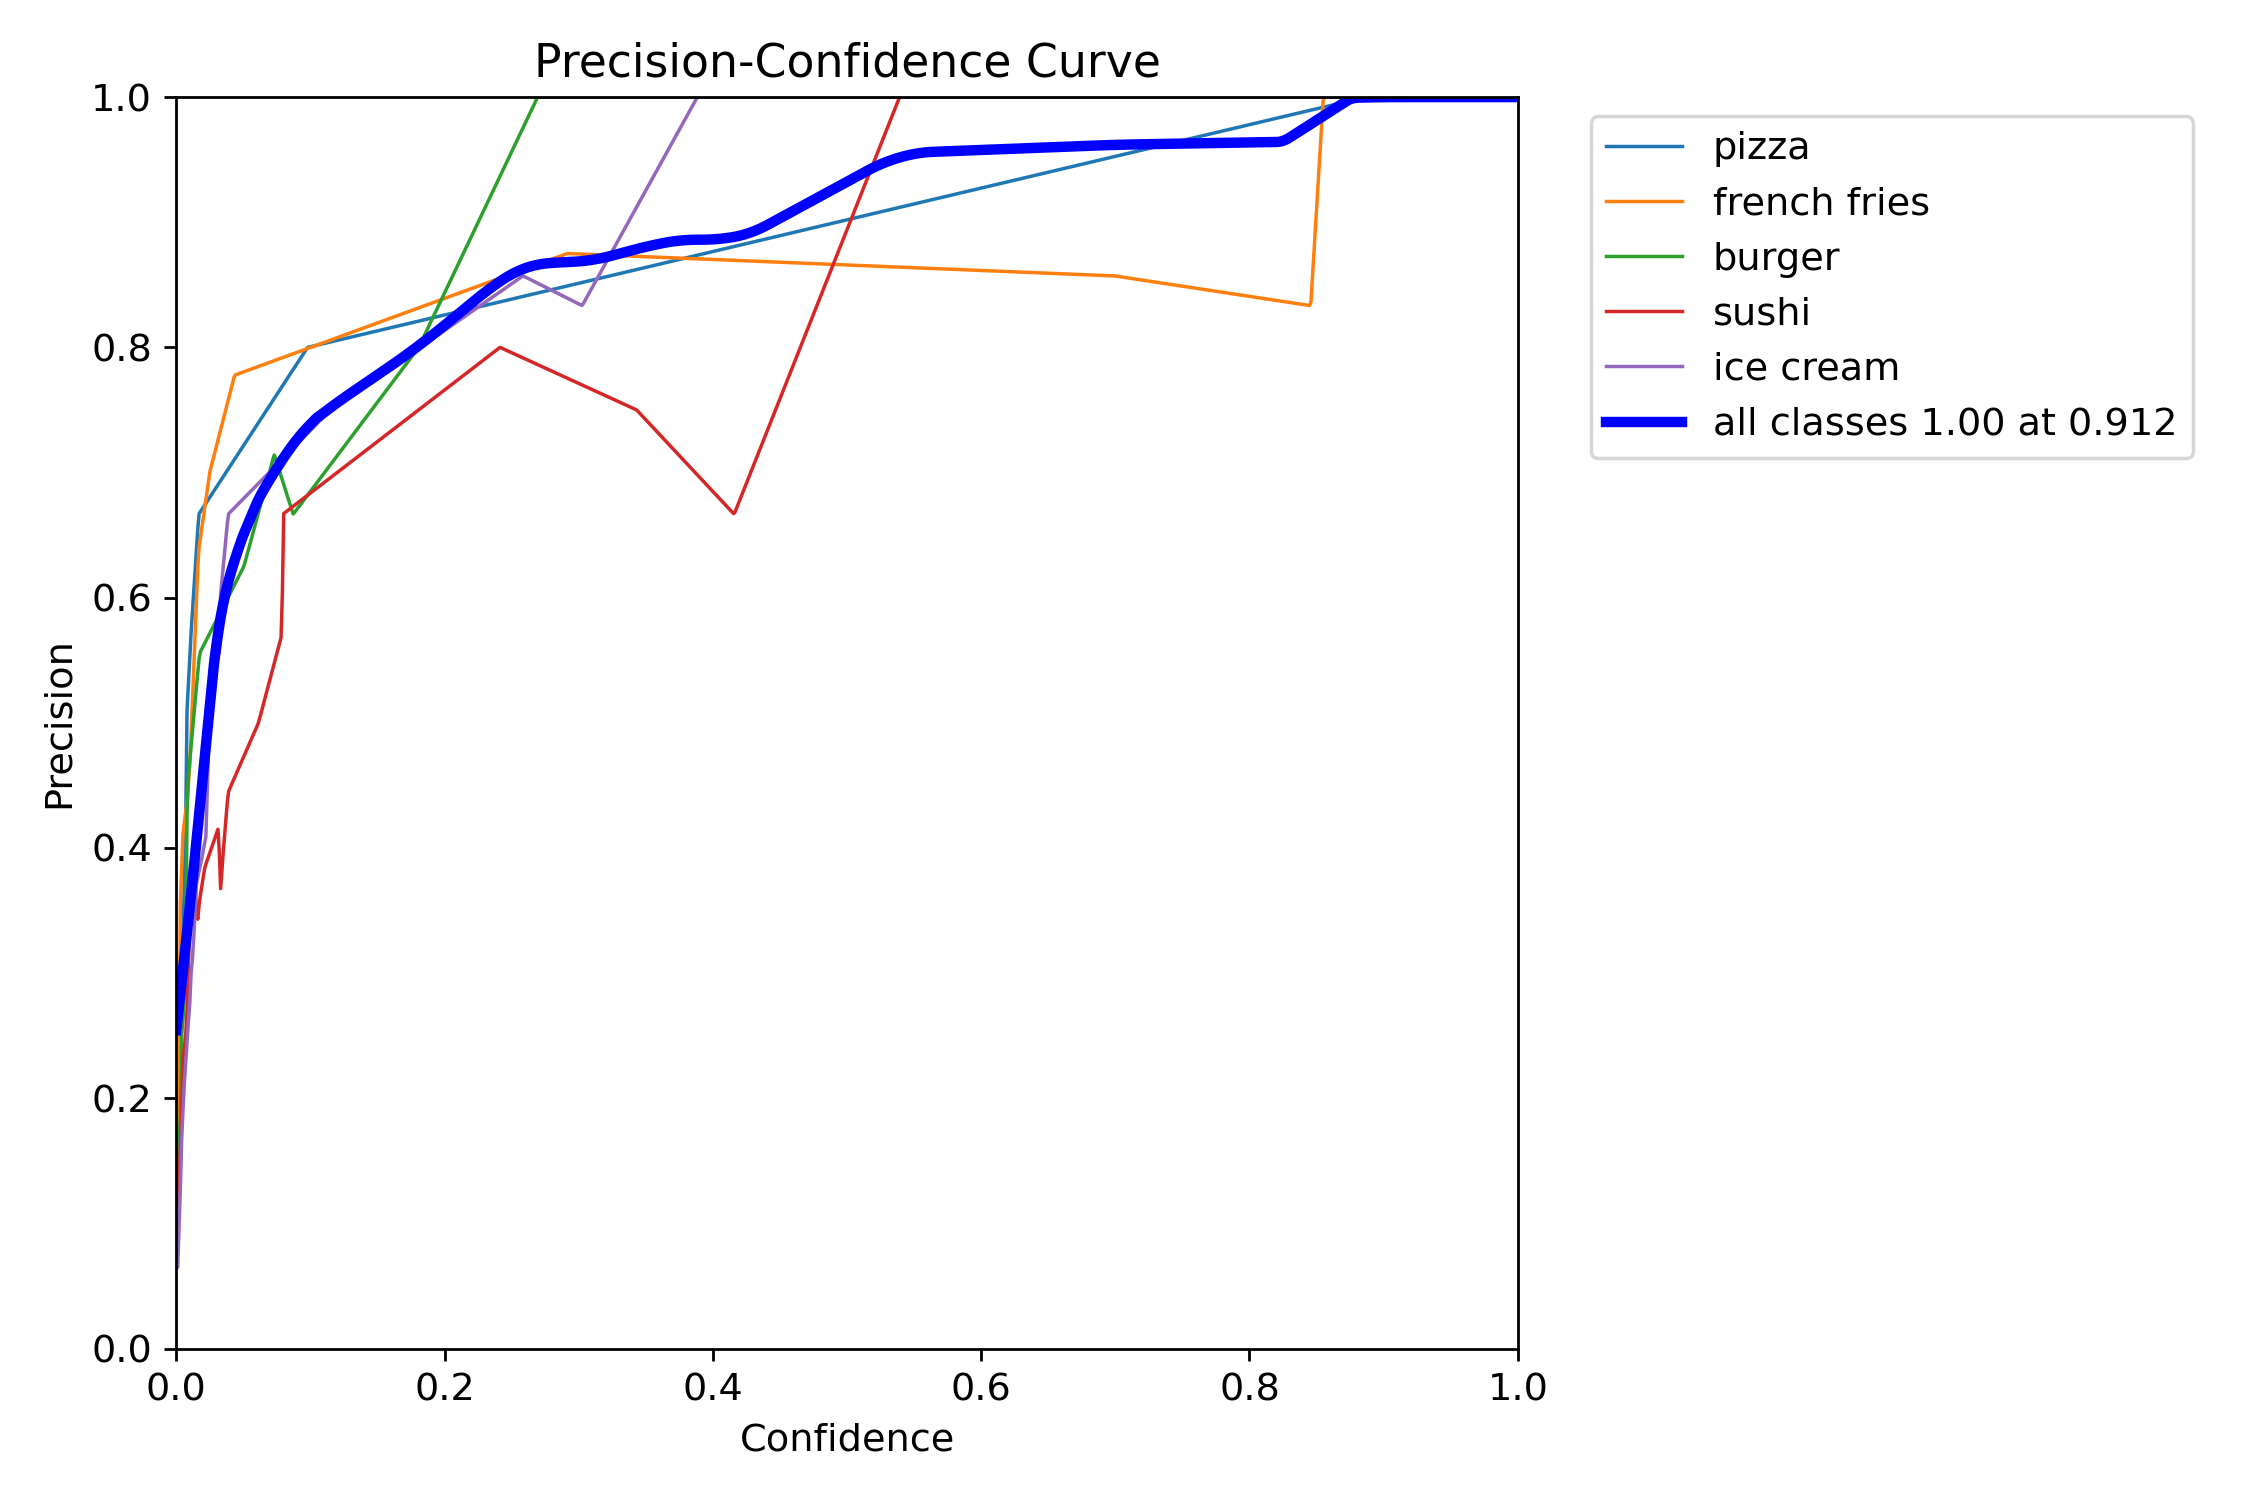 Precision-Confidence Curve
1.0
0.8
0.6
0.4
0.2
0.0
Precision
0.0 0.2 0.4 0.6 0.8 1.0
Confidence
pizza
french fries
burger
sushi
ice cream
all classes 1.00 at 0.912